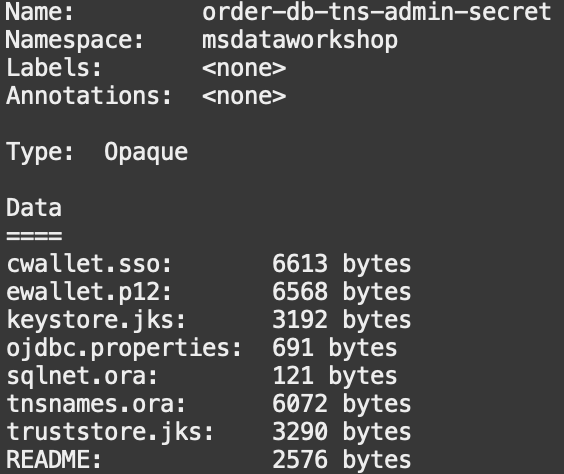 Name:         order-db-tns-admin-secret
Namespace:    msdataworkshop
Labels:       <none>
Annotations:  <none>
Type:  Opaque
Data
====
cwallet.sso:       6613 bytes
ewallet.p12:       6568 bytes
keystore.jks:      3192 bytes
ojdbc.properties:  691 bytes
sqlnet.ora:        121 bytes
tnsnames.ora:      6072 bytes
truststore.jks:    3290 bytes
README:            2576 bytes